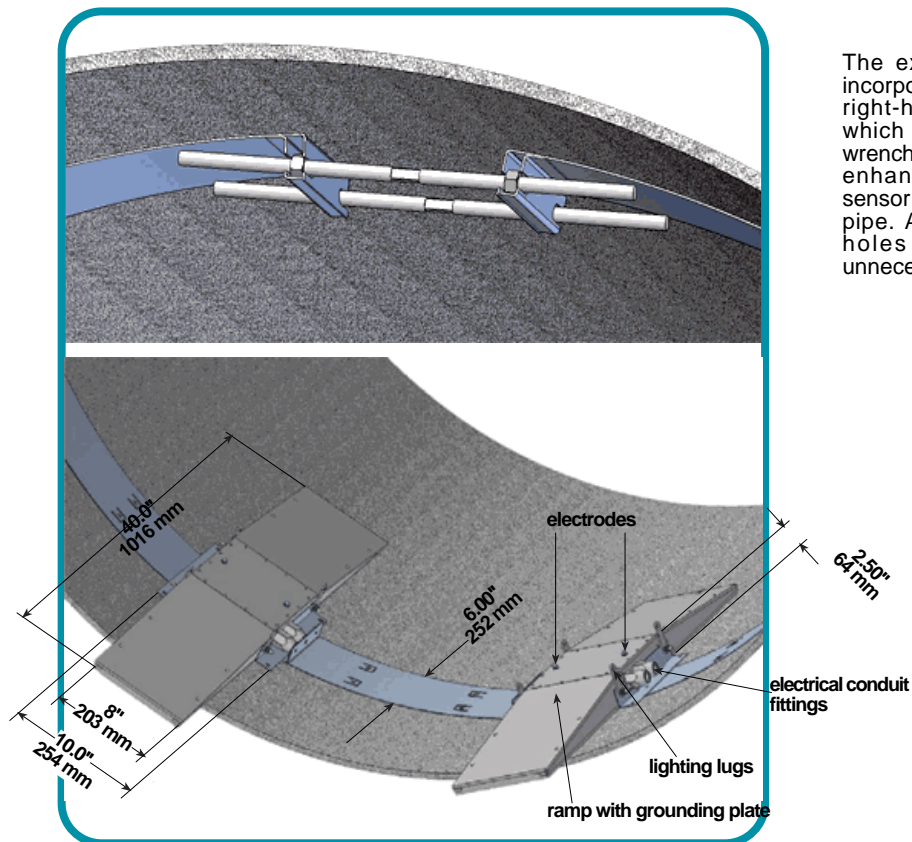 The ex
incorpo
right-h
which
wrench
enhan
sensor
pipe. A
holes
unnece
40.0"
1016 mm
electrodes
2.50"
64 mm
6.00"
252 mm
electrical conduit
fittings
8"
203 mm
10.0"
254 mm
lighting lugs
ramp with grounding plate